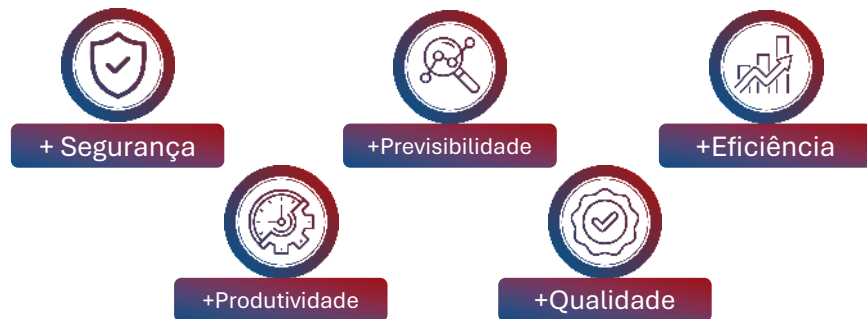 + Segurança
+Previsibilidade
+Eficiência
+Produtividade
+Qualidade